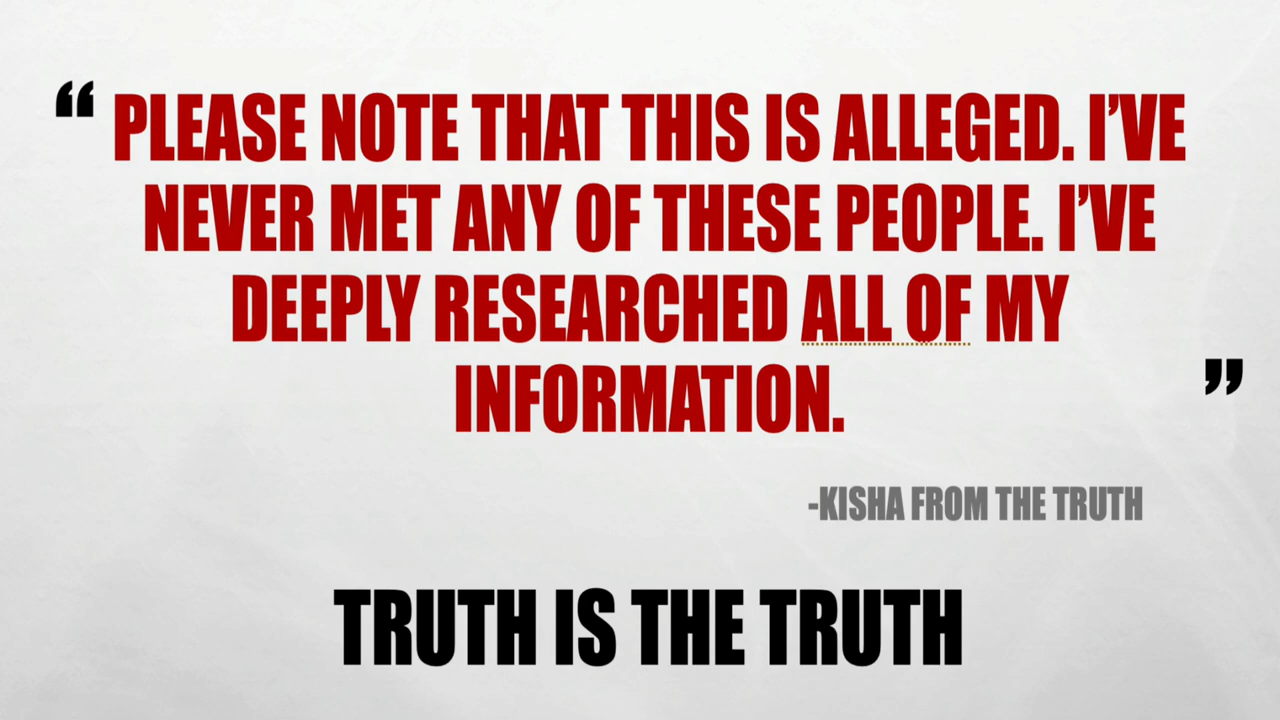 “ PLEASE NOTE THAT THIS IS ALLEGED. I’VE
NEVER MET ANY OF THESE PEOPLE. I’VE
DEEPLY RESEARCHED ALL OF MY
INFORMATION. ”
-KISHA FROM THE TRUTH
TRUTH IS THE TRUTH